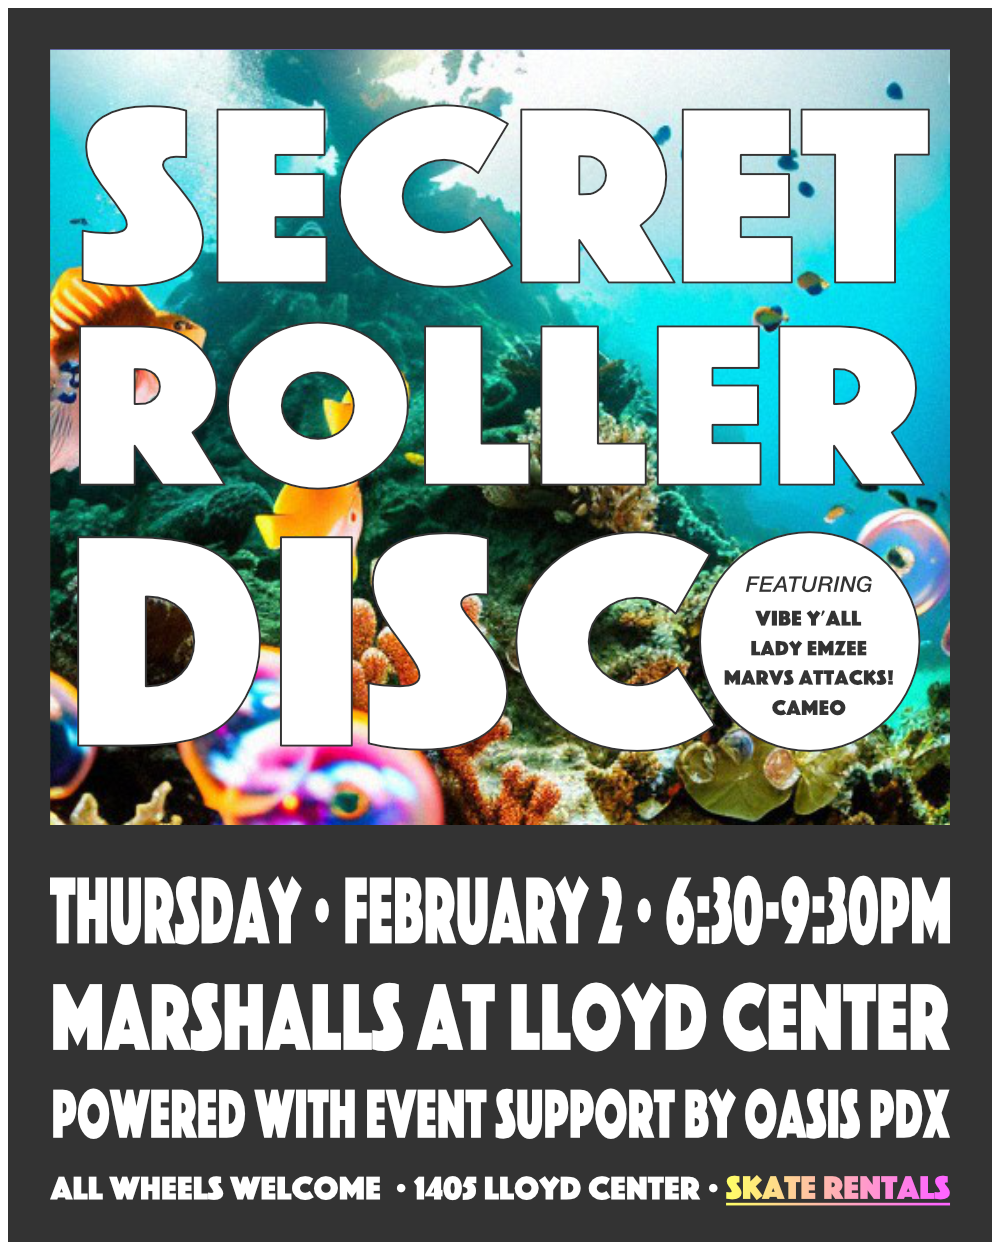 SECRET
ROLLER
DISCO
FEATURING
VIBE Y'ALL
LADY EMZEE
MARVS ATTACKS!
CAMEO
THURSDAY • FEBRUARY 2 • 6:30-9:30PM
MARSHALLS AT LLOYD CENTER
POWERED WITH EVENT SUPPORT BY OASIS PDX
ALL WHEELS WELCOME • 1405 LLOYD CENTER • SKATE RENTALS